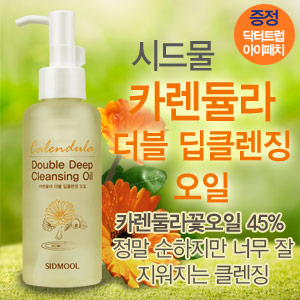 증정
닥터트럽
아이패치
시드물
카렌듈라
더블 딥클렌징
오일
카렌둘라꽃오일 45%
정말 순하지만 너무 잘
지워지는 클렌징
Calendula
Double Deep
Cleansing Oil
카렌둘라 더블 딥클렌징 오일
SIDMOOL